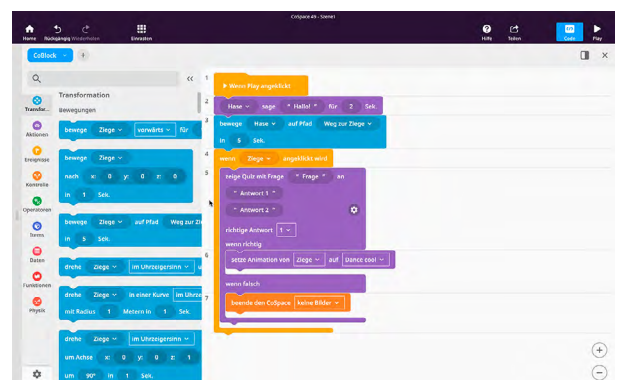 CoSpace 49 - Scene1
Home
Rückgängig
Wiederholen
Einrasten
Hilfe
Teilen
Code
Play
CoBlock
Transfor...
Aktionen
Ereignisse
Kontrolle
Operatoren
Items
Daten
Funktionen
Physik
Transformation
Bewegungen
bewege Ziege vorwärts für
bewege Ziege
nach x: 0 y: 0 z: 0
in 1 Sek.
bewege Ziege auf Pfad Weg zur Zi
in 5 Sek.
drehe Ziege im Uhrzeigersinn u
drehe Ziege in einer Kurve im Uhrze
mit Radius 1 Metern in 1 Sek.
drehe Ziege im Uhrzeigersinn
um Achse x: 0 y: 0 z: 1
um 90° in 1 Sek.
1
Wenn Play angeklickt
2
Hase sage " Hallo! " für 2 Sek.
3
bewege Hase auf Pfad Weg zur Ziege
in 5 Sek.
4
wenn Ziege angeklickt wird
5
zeige Quiz mit Frage " Frage " an
" Antwort 1 "
" Antwort 2 "
richtige Antwort 1
wenn richtig
6
setze Animation von Ziege auf Dance cool
wenn falsch
7
beende den CoSpace keine Bilder